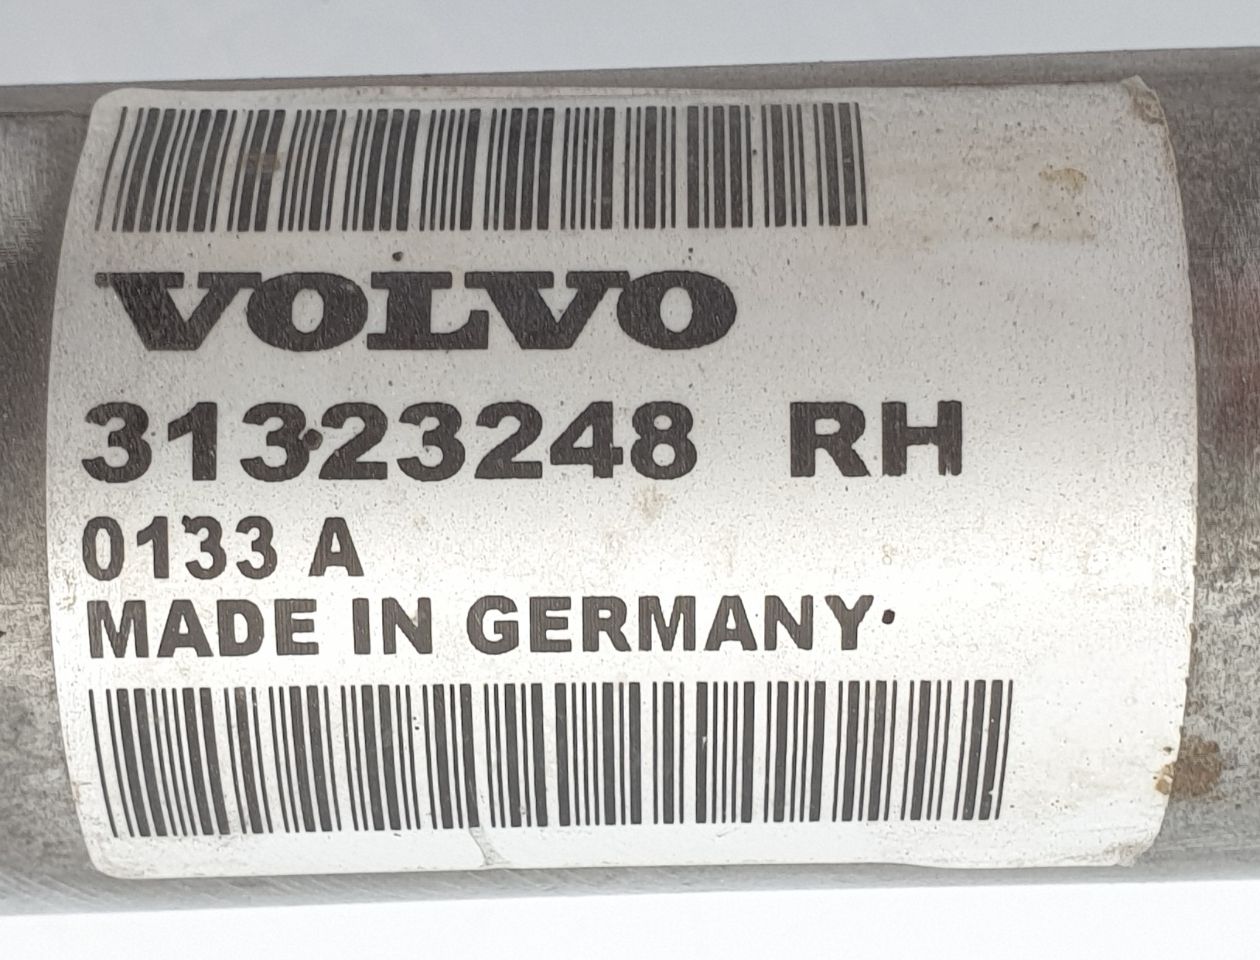 VOLVO
31323248 RH
0133 A
MADE IN GERMANY